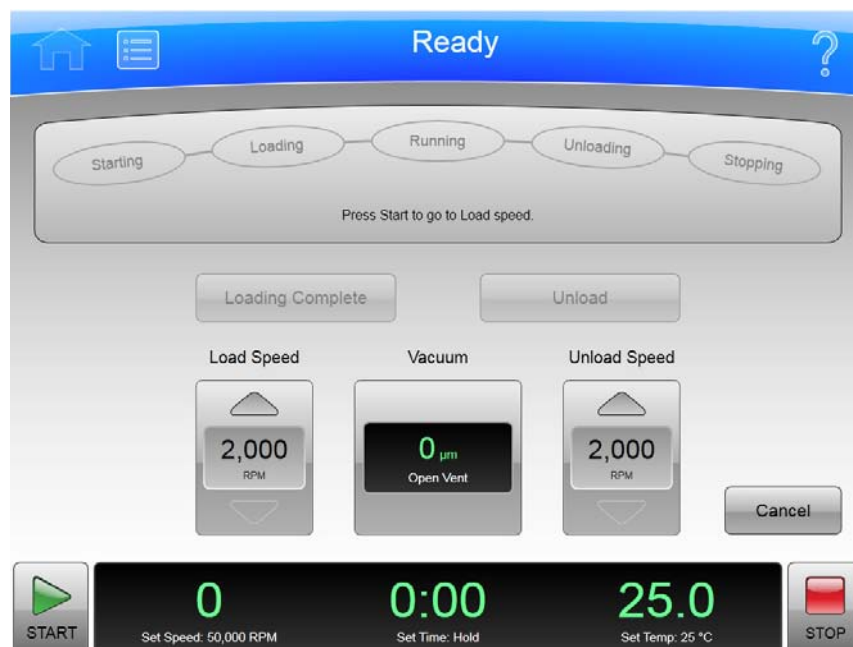 Ready
?
Starting
Loading
Running
Unloading
Stopping
Press Start to go to Load speed.
Loading Complete
Unload
Load Speed
Vacuum
Unload Speed
2,000
RPM
0 µm
Open Vent
2,000
RPM
Cancel
START
0
Set Speed: 50,000 RPM
0:00
Set Time: Hold
25.0
Set Temp: 25 °C
STOP